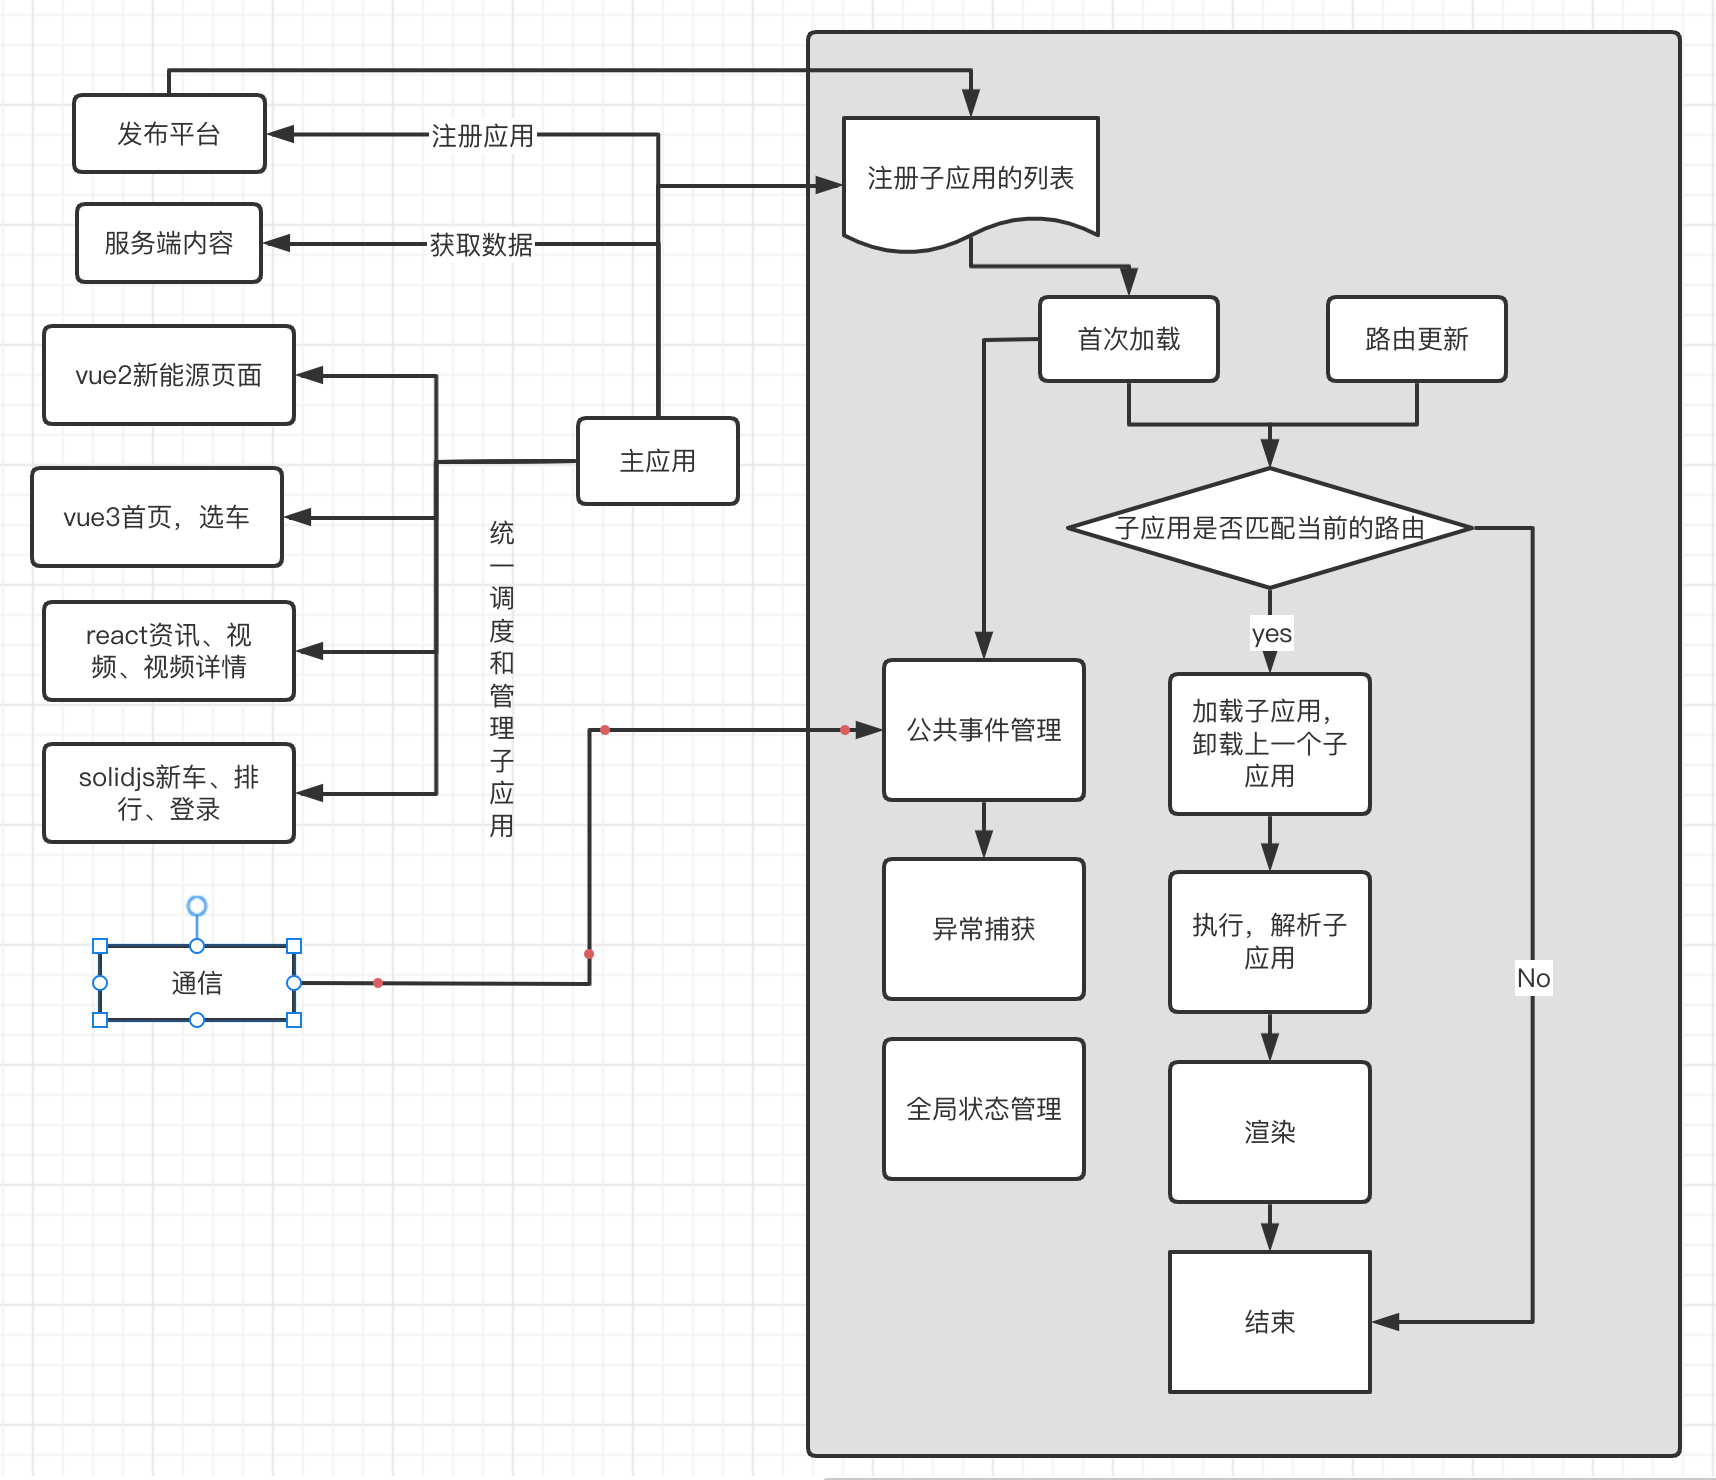 发布平台
注册应用
服务端内容
获取数据
vue2新能源页面
vue3首页，选车
react资讯、视
频、视频详情
solidjs新车、排
行、登录
通信
主应用
统
一
调
度
和
管
理
子
应
用
注册子应用的列表
首次加载
路由更新
子应用是否匹配当前的路由
yes
No
公共事件管理
异常捕获
全局状态管理
加载子应用，
卸载上一个子
应用
执行，解析子
应用
渲染
结束